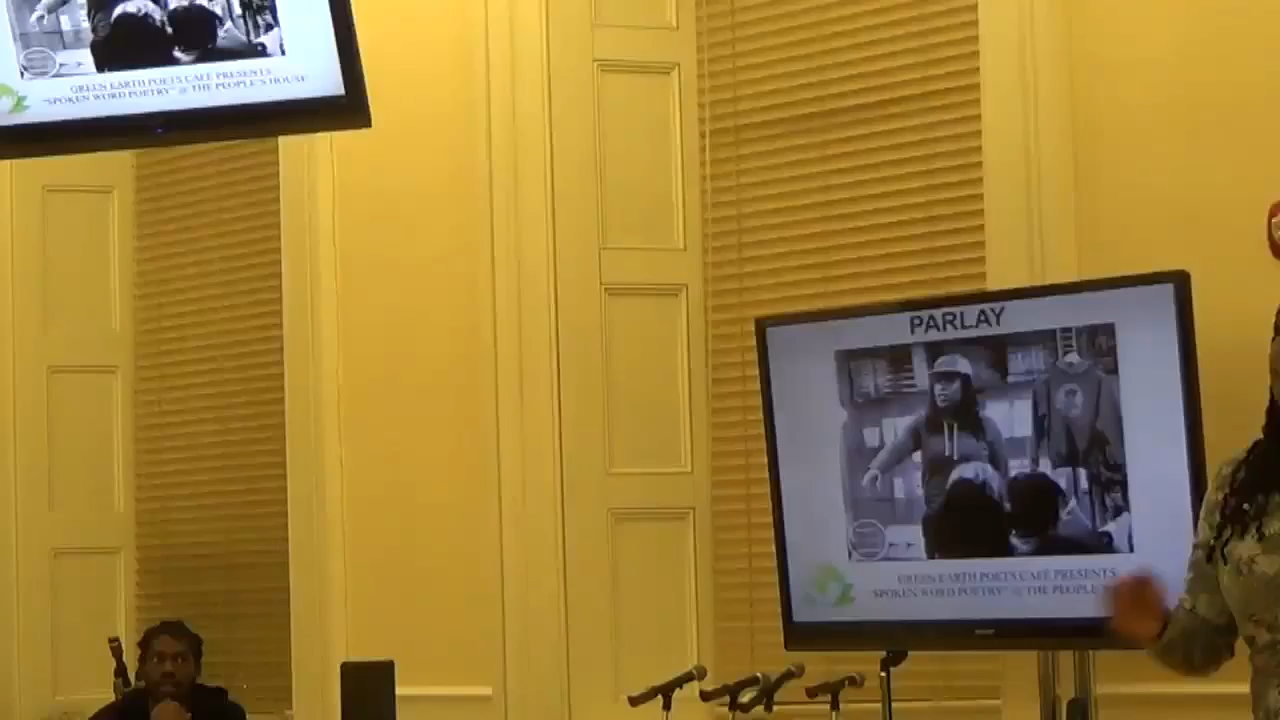 GREEN EARTH POETS CAFÉ PRESENTS
"SPOKEN WORD POETRY" @ THE PEOPLE'S HOUSE
PARLAY
GREEN EARTH POETS CAFÉ PRESENTS
"SPOKEN WORD POETRY" @ THE PEOPLE